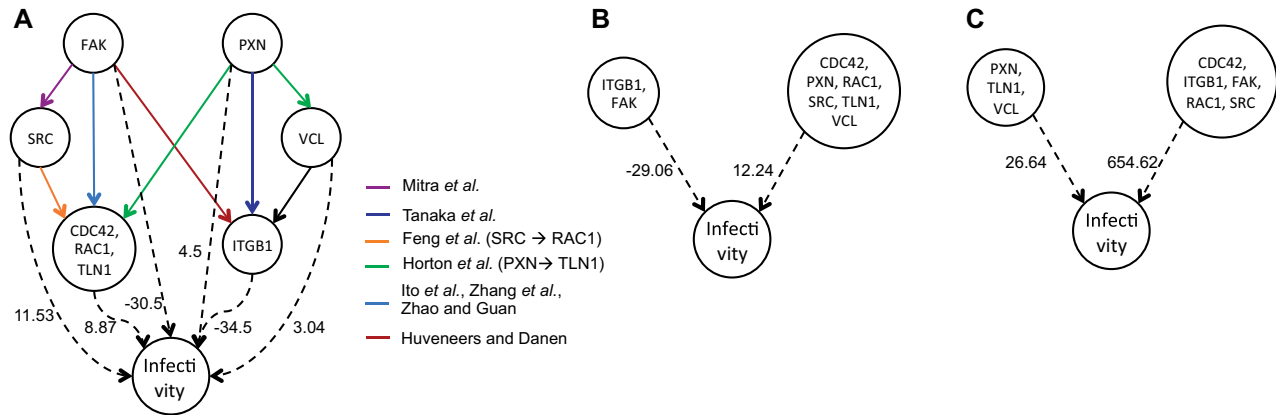 A
FAK
PXN
SRC
VCL
CDC42,
RAC1,
TLN1
ITGB1
11.53
8.87
-30.5
4.5
-34.5
3.04
Infecti
vity
Mitra et al.
Tanaka et al.
Feng et al. (SRC → RAC1)
Horton et al. (PXN→ TLN1)
Ito et al., Zhang et al.,
Zhao and Guan
Huveneers and Danen
B
ITGB1,
FAK
CDC42,
PXN, RAC1,
SRC, TLN1,
VCL
-29.06
12.24
Infecti
vity
C
PXN,
TLN1,
VCL
CDC42,
ITGB1, FAK,
RAC1, SRC
26.64
654.62
Infecti
vity